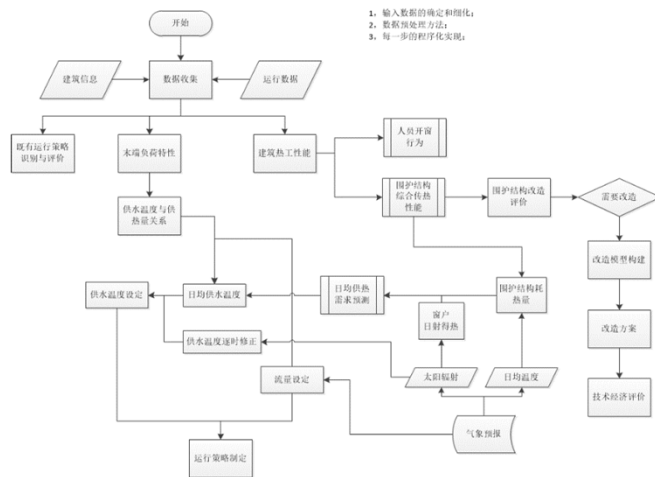 1，输入数据的确定和细化；
2，数据预处理方法；
3，每一步的程序化实现；
开始
建筑信息
数据收集
运行数据
既有运行策略
识别与评价
末端负荷特性
建筑热工性能
人员开窗
行为
围护结构
综合传热
性能
围护结构改造
评价
需要改造
供水温度与供
热量关系
改造模型构建
供水温度设定
日均供水温度
日均供热
需求预测
围护结构耗
热量
窗户
日射得热
改造方案
供水温度逐时修正
流量设定
太阳辐射
日均温度
技术经济评价
气象预报
运行策略制定